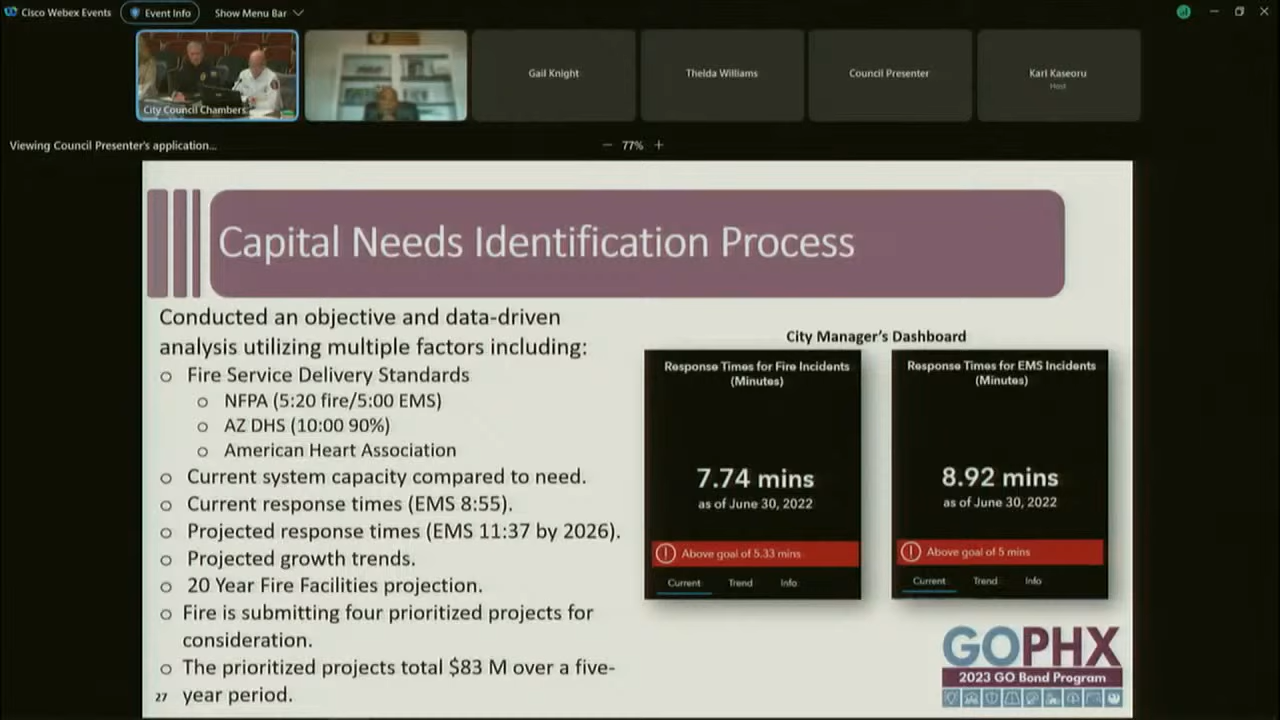 Cisco Webex Events
Event Info
Show Menu Bar
City Council Chambers
Gail Knight
Thelda Williams
Council Presenter
Karl Kaseoru
Host
Viewing Council Presenter's application...
77%
Capital Needs Identification Process
Conducted an objective and data-driven
analysis utilizing multiple factors including:
Fire Service Delivery Standards
NFPA (5:20 fire/5:00 EMS)
AZ DHS (10:00 90%)
American Heart Association
Current system capacity compared to need.
Current response times (EMS 8:55).
Projected response times (EMS 11:37 by 2026).
Projected growth trends.
20 Year Fire Facilities projection.
Fire is submitting four prioritized projects for
consideration.
The prioritized projects total $83 M over a five-
year period.
27
City Manager's Dashboard
Response Times for Fire Incidents
(Minutes)
7.74 mins
as of June 30, 2022
Above goal of 5.33 mins
Current Trend Info
Response Times for EMS Incidents
(Minutes)
8.92 mins
as of June 30, 2022
Above goal of 5 mins
Current Trend Info
GOPHX
2023 GO Bond Program